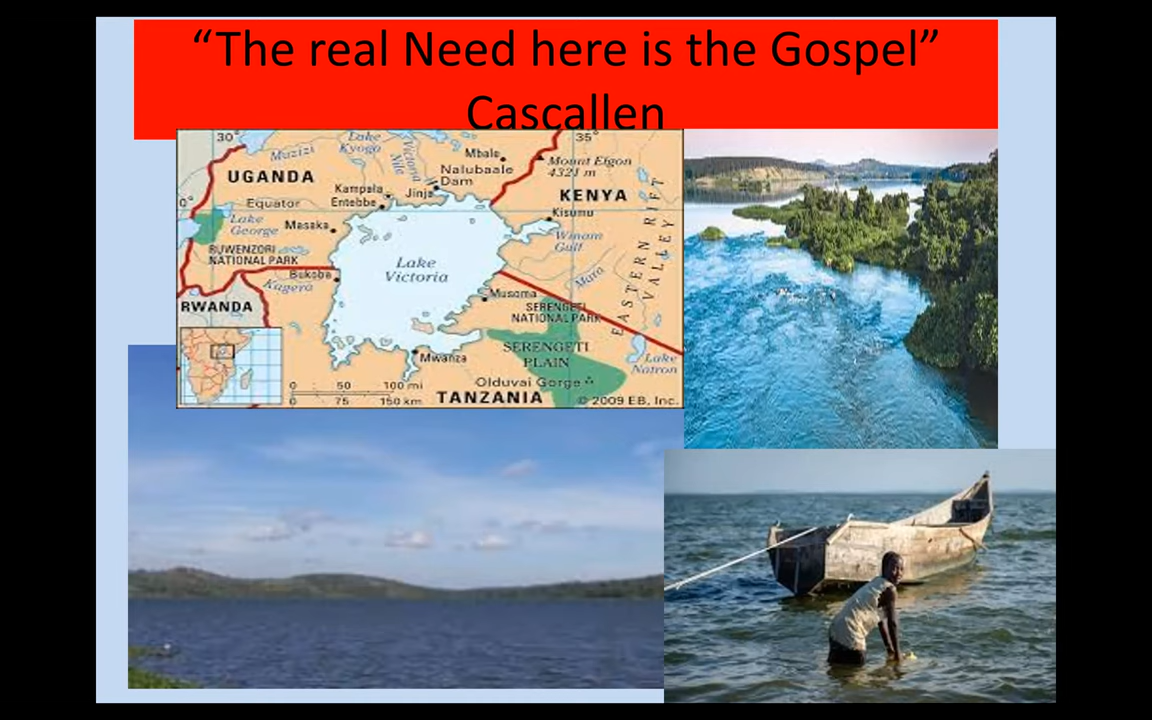 “The real Need here is the Gospel”
Cascallen
30°
35°
Lake
Kyoga
Victoria
Nile
Muzizi
Mbale
Mount Elgon
4321 m
Nalubaale
Dam
UGANDA
Kampala
Jinja
KENYA
0°
Equator
Entebbe
Kisumu
Lake
George
Masaka
Winam
Gulf
EASTERN RIFT
VALLEY
RUWENZORI
NATIONAL PARK
Lake
Victoria
Bukoba
Kagera
Mara
RWANDA
Musoma
SERENGETI
NATIONAL PARK
SERENGETI
PLAIN
Mwanza
Lake
Natron
0 50 100 mi
Olduvai Gorge
0 75 150 km
TANZANIA
© 2009 EB, Inc.